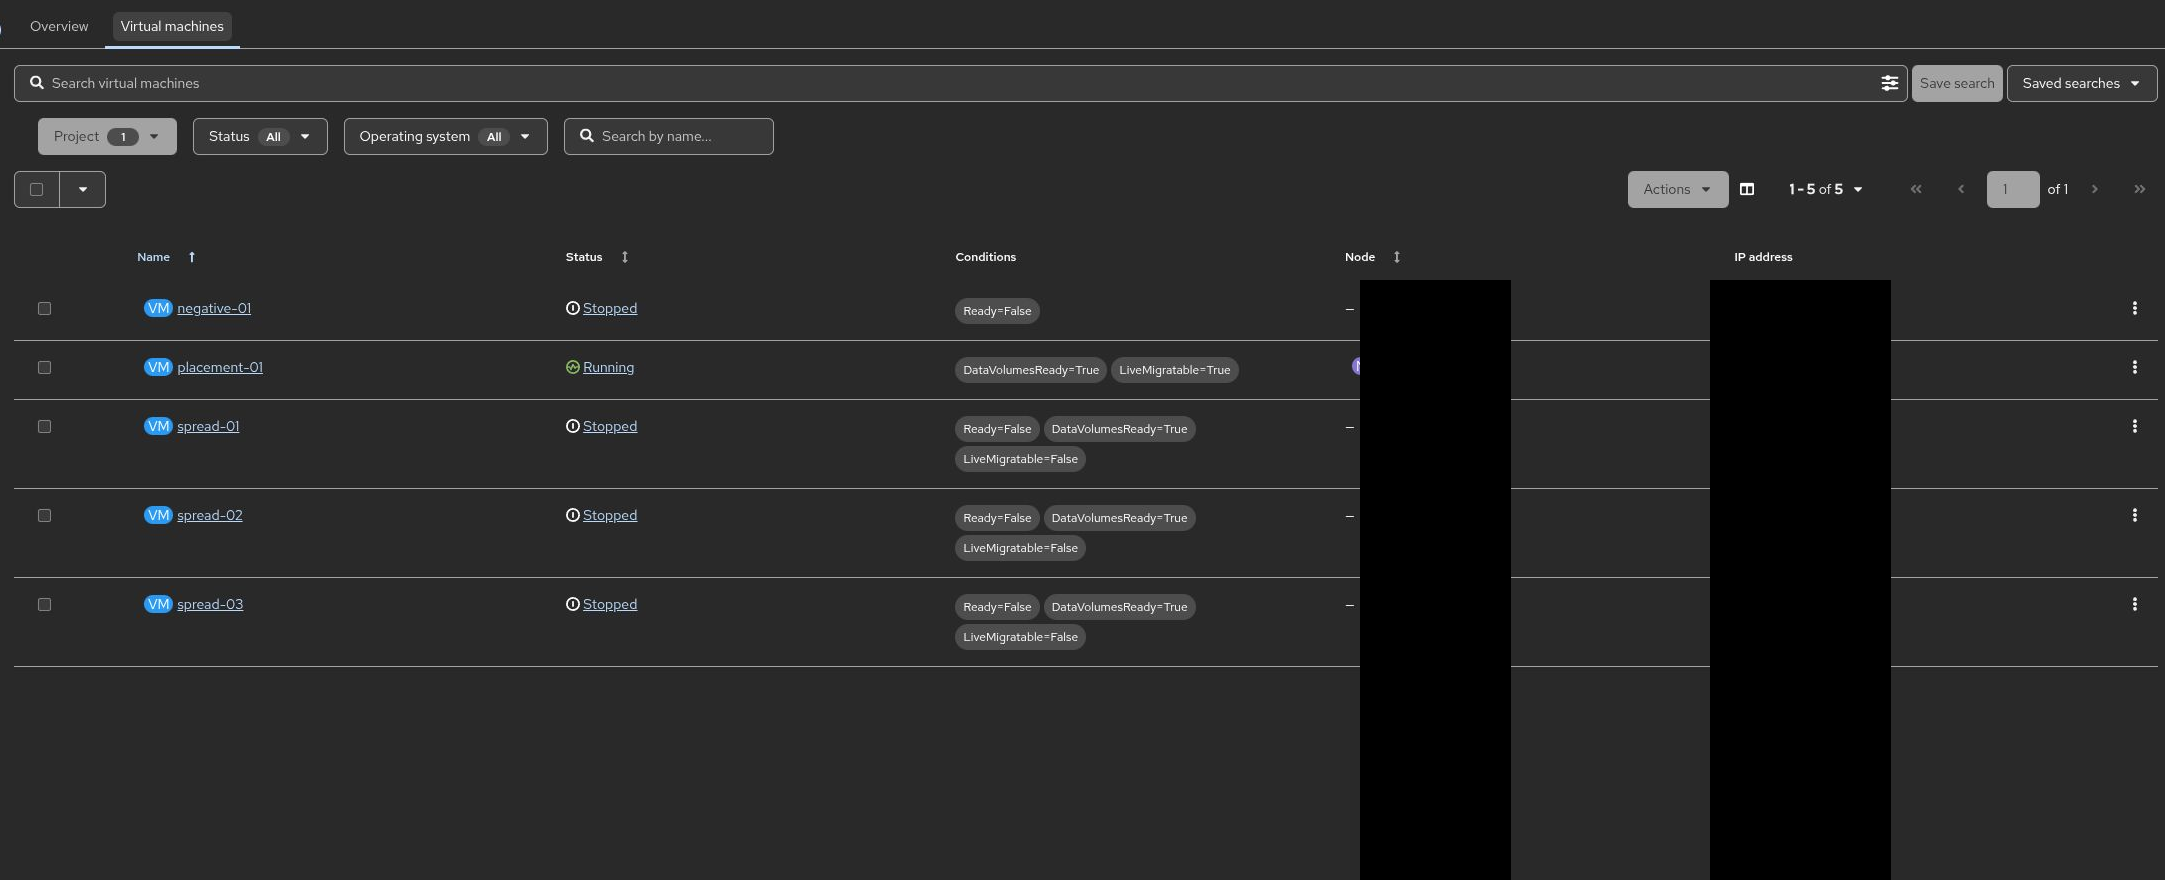 Overview Virtual machines
Search virtual machines Save search Saved searches
Project 1 Status All Operating system All Search by name...
Actions 1 - 5 of 5 1 of 1
Name Status Conditions Node IP address
VM negative-01 Stopped Ready=False –
VM placement-01 Running DataVolumesReady=True LiveMigratable=True
VM spread-01 Stopped Ready=False DataVolumesReady=True –
LiveMigratable=False
VM spread-02 Stopped Ready=False DataVolumesReady=True –
LiveMigratable=False
VM spread-03 Stopped Ready=False DataVolumesReady=True –
LiveMigratable=False